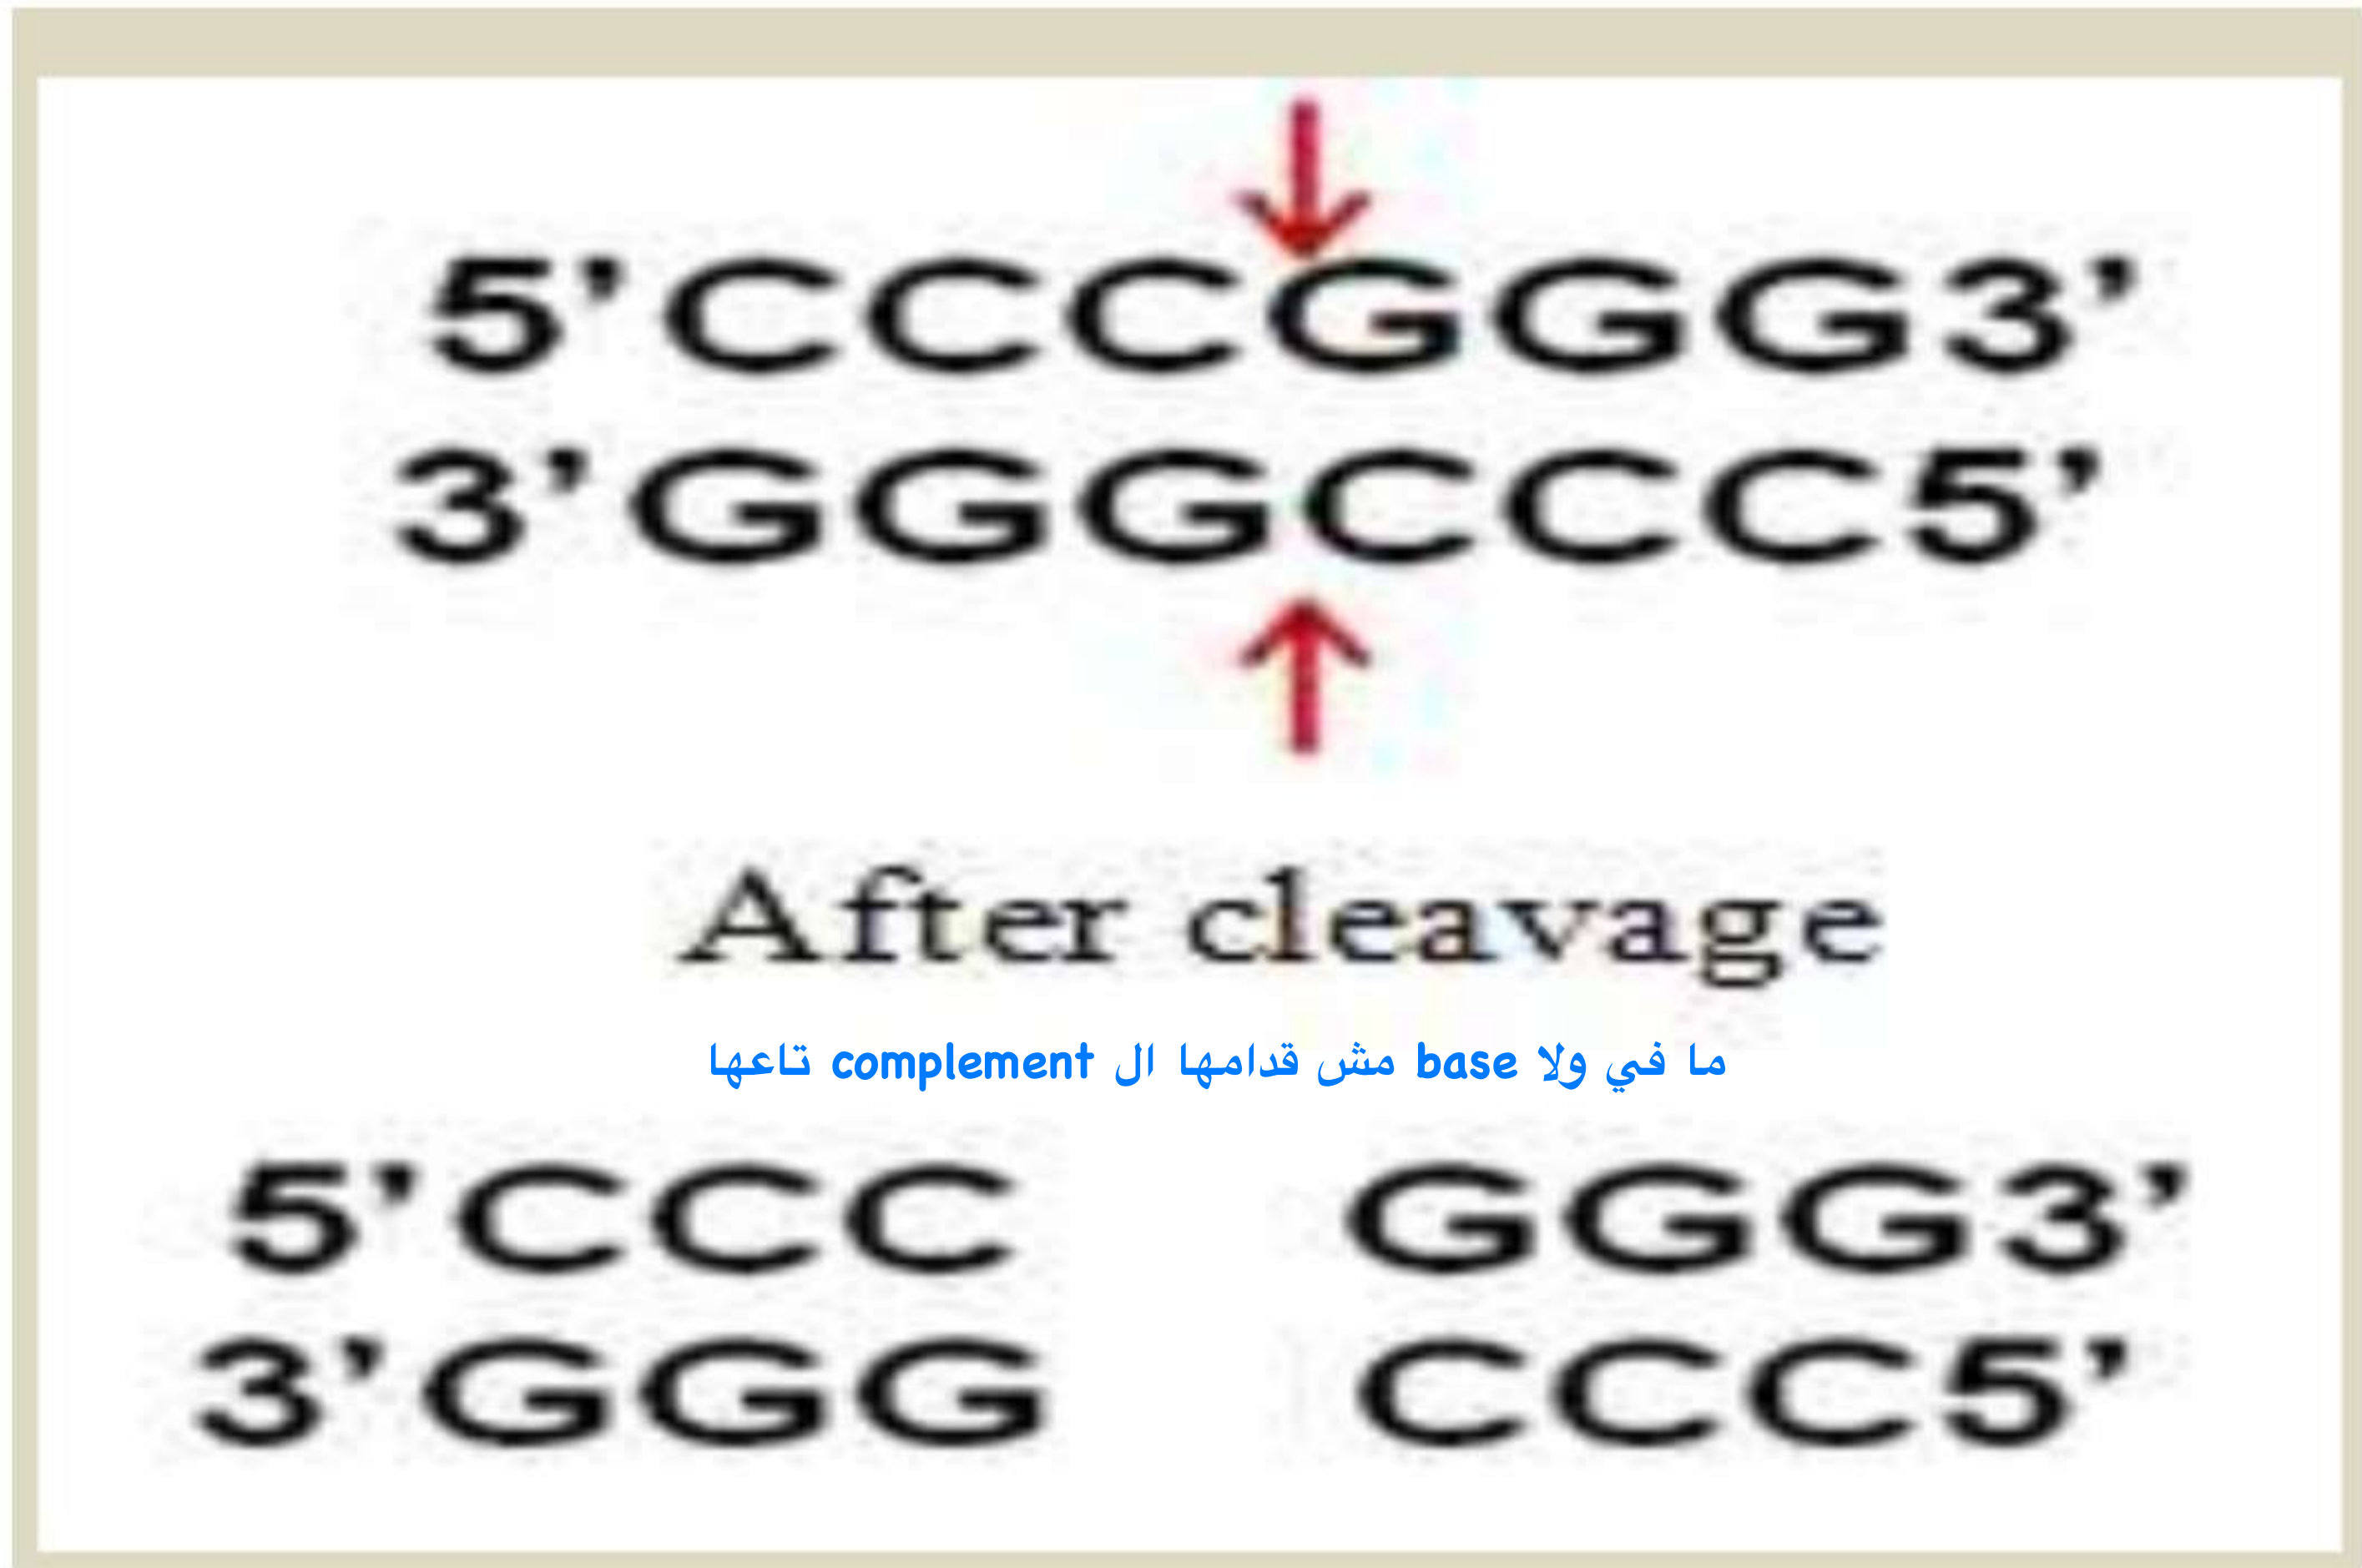 5’CCCGGG3’
3’GGGCCC5’
After cleavage
ما في ولا base مش قدامها ال complement تاعها
5’CCC GGG3’
3’GGG CCC5’